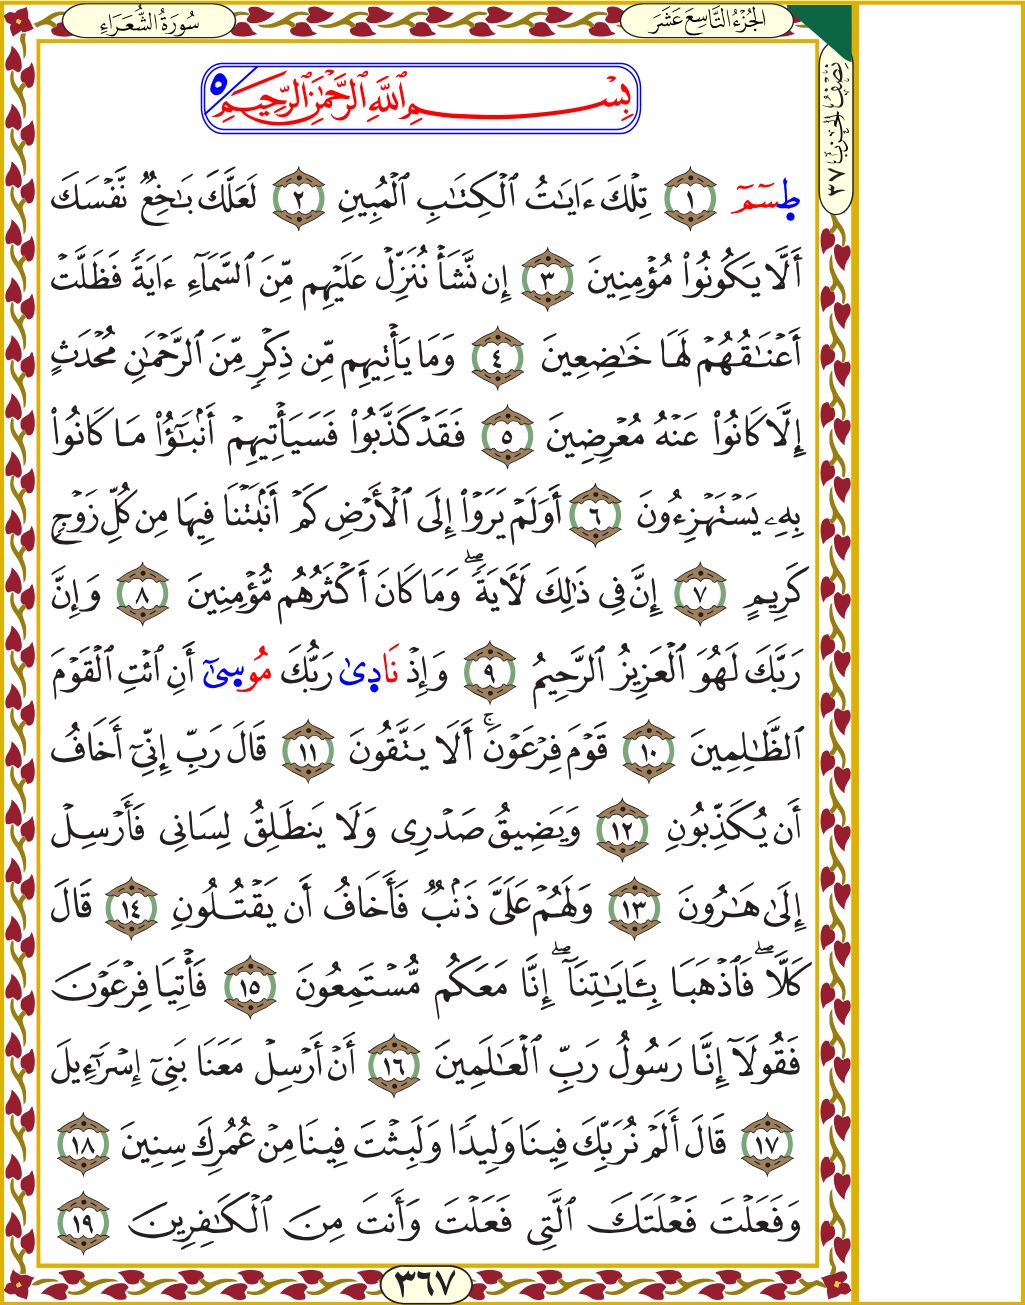 الجُزْءُ التَّاسِعَ عَشَرَ
سُورَةُ الشُّعَرَاءِ
نِصْفُ الحِزْب ٣٧
بِسْمِ ٱللَّهِ ٱلرَّحْمَٰنِ ٱلرَّحِيمِ ٥
طسٓمٓ ١ تِلْكَ ءَايَٰتُ ٱلْكِتَٰبِ ٱلْمُبِينِ ٢ لَعَلَّكَ بَٰخِعٌ نَّفْسَكَ
أَلَّا يَكُونُوا۟ مُؤْمِنِينَ ٣ إِن نَّشَأْ نُنَزِّلْ عَلَيْهِم مِّنَ ٱلسَّمَآءِ ءَايَةً فَظَلَّتْ
أَعْنَٰقُهُمْ لَهَا خَٰضِعِينَ ٤ وَمَا يَأْتِيهِم مِّن ذِكْرٍ مِّنَ ٱلرَّحْمَٰنِ مُحْدَثٍ
إِلَّا كَانُوا۟ عَنْهُ مُعْرِضِينَ ٥ فَقَدْ كَذَّبُوا۟ فَسَيَأْتِيهِمْ أَنۢبَٰٓؤُا۟ مَا كَانُوا۟
بِهِۦ يَسْتَهْزِءُونَ ٦ أَوَلَمْ يَرَوْا۟ إِلَى ٱلْأَرْضِ كَمْ أَنۢبَتْنَا فِيهَا مِن كُلِّ زَوْجٍ
كَرِيمٍ ٧ إِنَّ فِى ذَٰلِكَ لَءَايَةً ۖ وَمَا كَانَ أَكْثَرُهُم مُّؤْمِنِينَ ٨ وَإِنَّ
رَبَّكَ لَهُوَ ٱلْعَزِيزُ ٱلرَّحِيمُ ٩ وَإِذْ نَادَىٰ رَبُّكَ مُوسَىٰٓ أَنِ ٱئْتِ ٱلْقَوْمَ
ٱلظَّٰلِمِينَ ١٠ قَوْمَ فِرْعَوْنَ ۚ أَلَا يَتَّقُونَ ١١ قَالَ رَبِّ إِنِّىٓ أَخَافُ
أَن يُكَذِّبُونِ ١٢ وَيَضِيقُ صَدْرِى وَلَا يَنطَلِقُ لِسَانِى فَأَرْسِلْ
إِلَىٰ هَٰرُونَ ١٣ وَلَهُمْ عَلَىَّ ذَنۢبٌ فَأَخَافُ أَن يَقْتُلُونِ ١٤ قَالَ
كَلَّا ۖ فَٱذْهَبَا بِـَٔايَٰتِنَآ ۖ إِنَّا مَعَكُم مُّسْتَمِعُونَ ١٥ فَأْتِيَا فِرْعَوْنَ
فَقُولَآ إِنَّا رَسُولُ رَبِّ ٱلْعَٰلَمِينَ ١٦ أَنْ أَرْسِلْ مَعَنَا بَنِىٓ إِسْرَٰٓءِيلَ
١٧ قَالَ أَلَمْ نُرَبِّكَ فِينَا وَلِيدًا وَلَبِثْتَ فِينَا مِنْ عُمُرِكَ سِنِينَ ١٨
وَفَعَلْتَ فَعْلَتَكَ ٱلَّتِى فَعَلْتَ وَأَنتَ مِنَ ٱلْكَٰفِرِينَ ١٩
٣٦٧